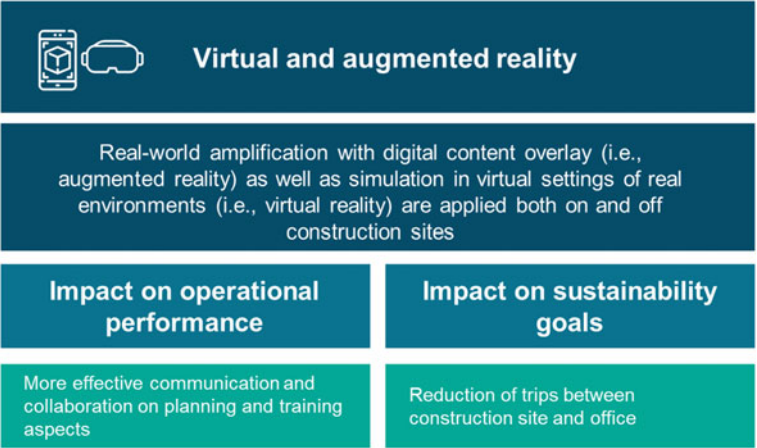 Virtual and augmented reality
Real-world amplification with digital content overlay (i.e.,
augmented reality) as well as simulation in virtual settings of real
environments (i.e., virtual reality) are applied both on and off
construction sites
Impact on operational
performance
Impact on sustainability
goals
More effective communication and
collaboration on planning and training
aspects
Reduction of trips between
construction site and office